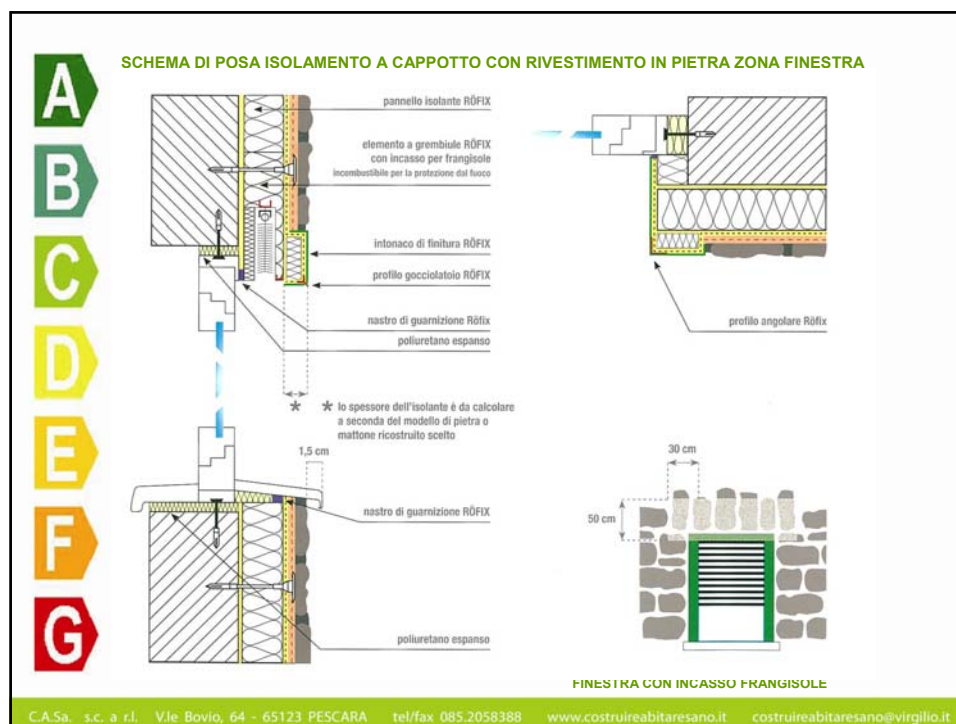 SCHEMA DI POSA ISOLAMENTO A CAPPOTTO CON RIVESTIMENTO IN PIETRA ZONA FINESTRA
A
B
C
D
E
F
G
pannello isolante RÖFIX
elemento a grembiule RÖFIX
con incasso per frangisole
incombustibile per la protezione dal fuoco
intonaco di finitura RÖFIX
profilo gocciolatoio RÖFIX
nastro di guarnizione Röfix
poliuretano espanso
profilo angolare Röfix
* * lo spessore dell'isolante è da calcolare
a seconda del modello di pietra o
mattone ricostruito scelto
1,5 cm
nastro di guarnizione RÖFIX
poliuretano espanso
30 cm
50 cm
FINESTRA CON INCASSO FRANGISOLE
C.A.Sa. s.c. a r.l. V.le Bovio, 64 - 65123 PESCARA tel/fax 085.2058388 www.costruireabitaresano.it costruireabitaresano@virgilio.it